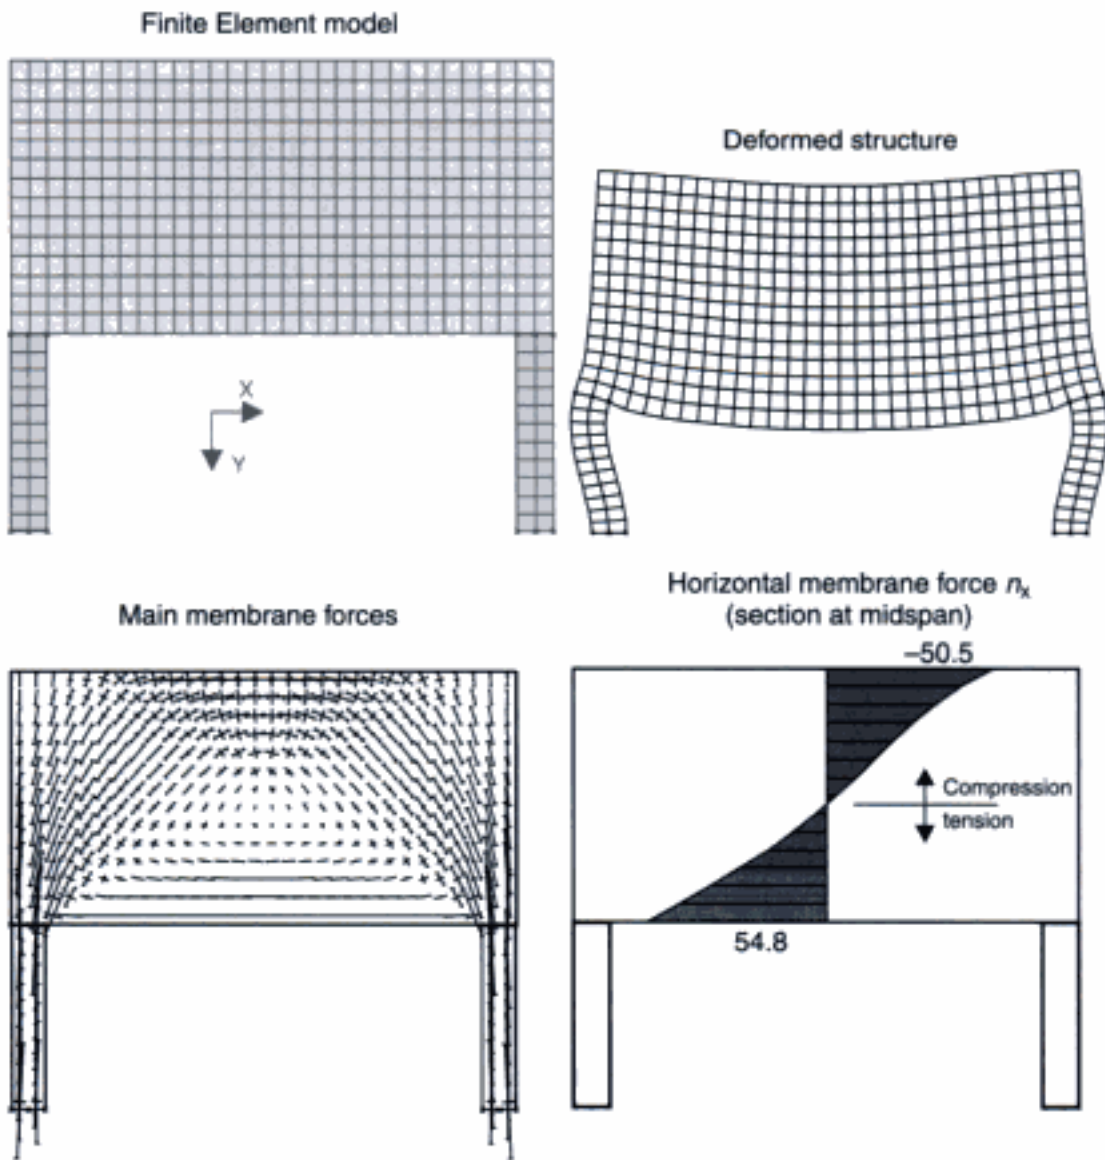 Finite Element model
Deformed structure
X
Y
Main membrane forces
Horizontal membrane force nx
(section at midspan)
–50.5
Compression
tension
54.8